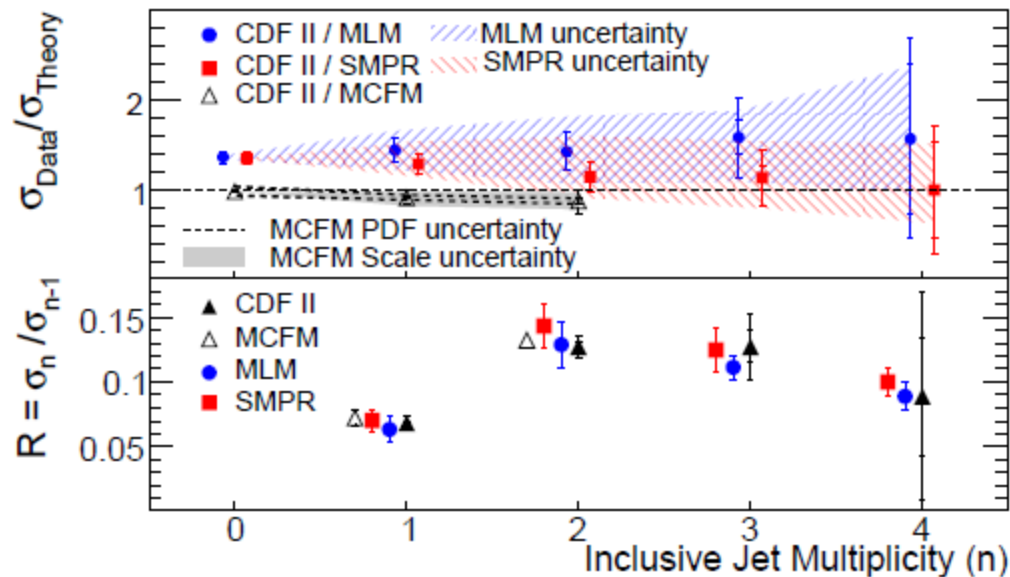 σData/σTheory
CDF II / MLM
CDF II / SMPR
CDF II / MCFM
MLM uncertainty
SMPR uncertainty
2
1
MCFM PDF uncertainty
MCFM Scale uncertainty
R = σn /σn-1
CDF II
MCFM
MLM
SMPR
0.15
0.1
0.05
0 1 2 3 4
Inclusive Jet Multiplicity (n)